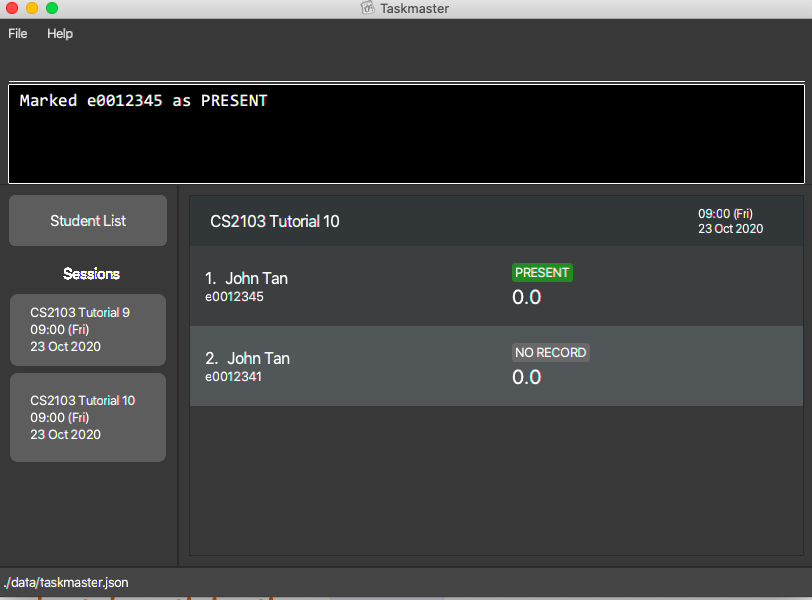 Taskmaster
File Help
Marked e0012345 as PRESENT
Student List
Sessions
CS2103 Tutorial 9
09:00 (Fri)
23 Oct 2020
CS2103 Tutorial 10
09:00 (Fri)
23 Oct 2020
CS2103 Tutorial 10
09:00 (Fri)
23 Oct 2020
1. John Tan
e0012345
PRESENT
0.0
2. John Tan
e0012341
NO RECORD
0.0
./data/taskmaster.json